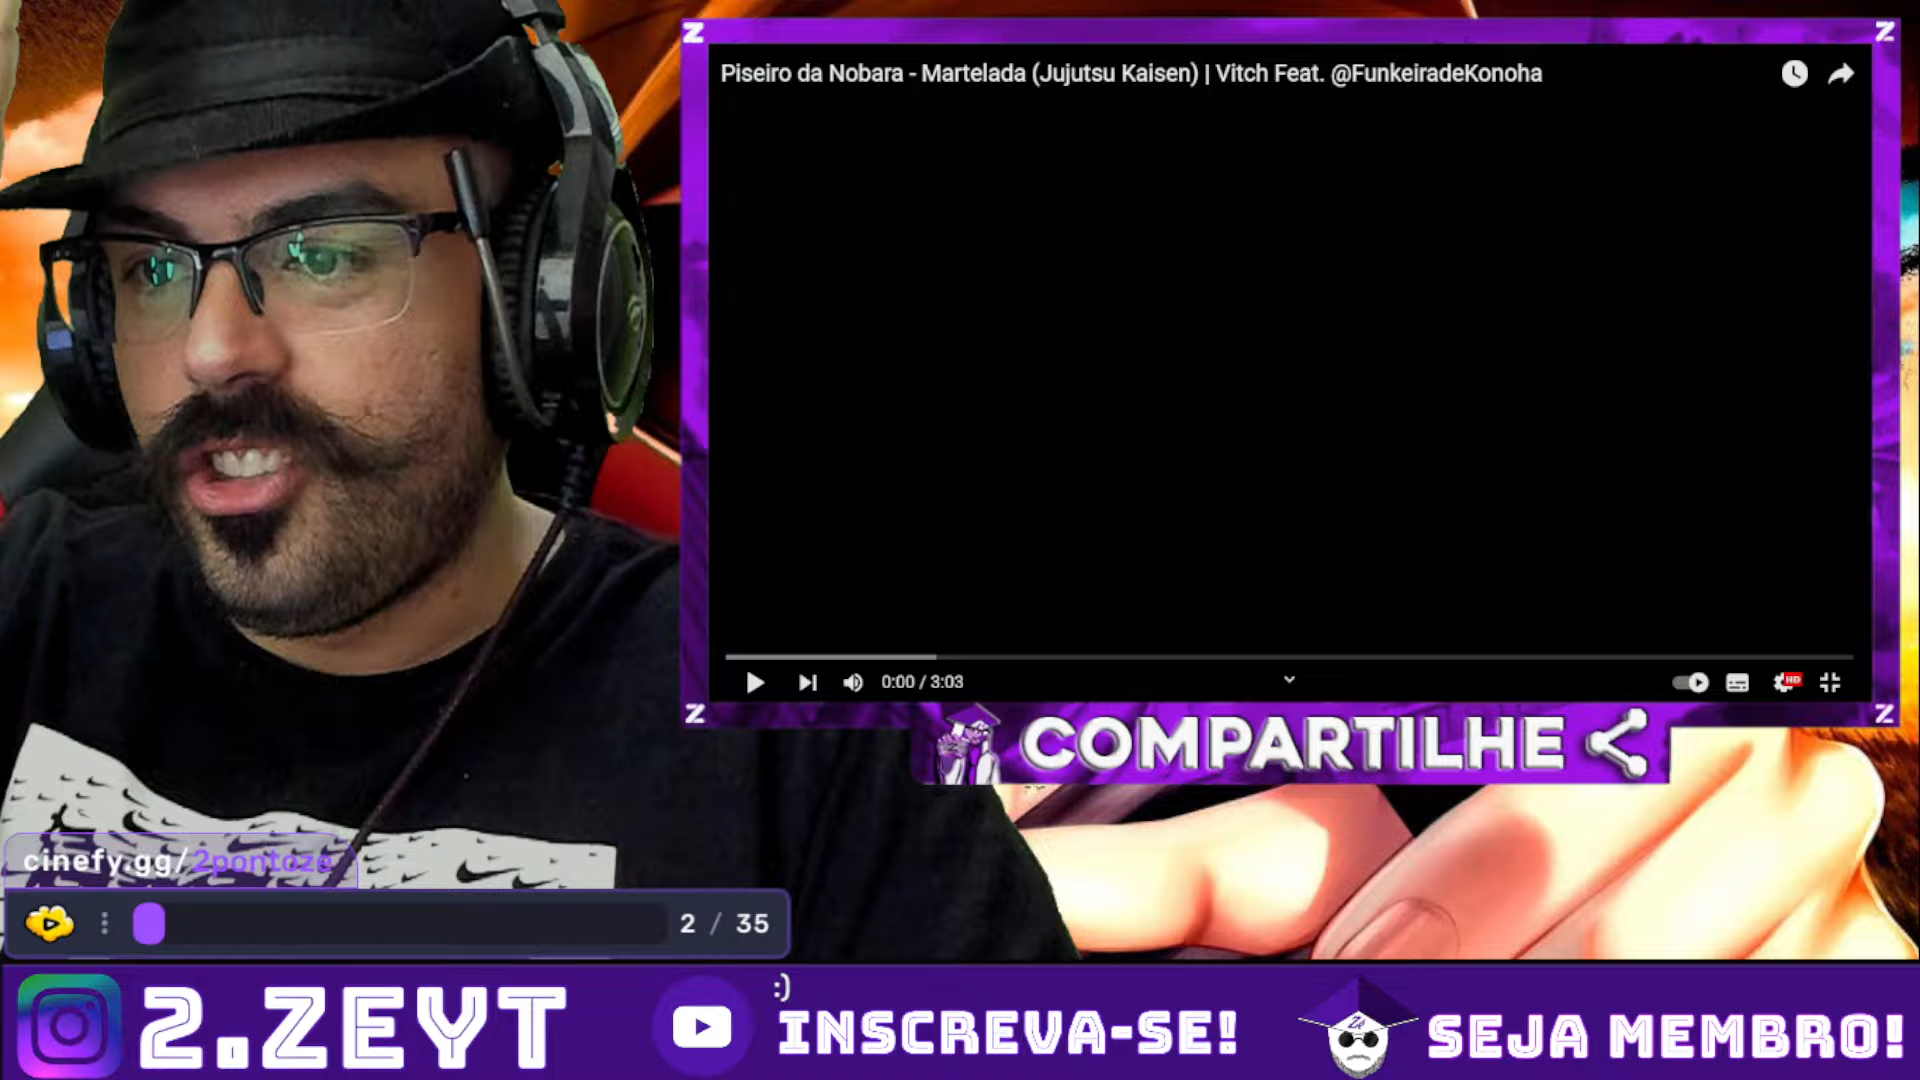 Z
Z
Piseiro da Nobara - Martelada (Jujutsu Kaisen) | Vitch Feat. @FunkeiradeKonoha
0:00 / 3:03
HD
Z
Z
COMPARTILHE
cinefy.gg/2pontoze
2 / 35
2.ZEYT
:)
INSCREVA-SE!
SEJA MEMBRO!